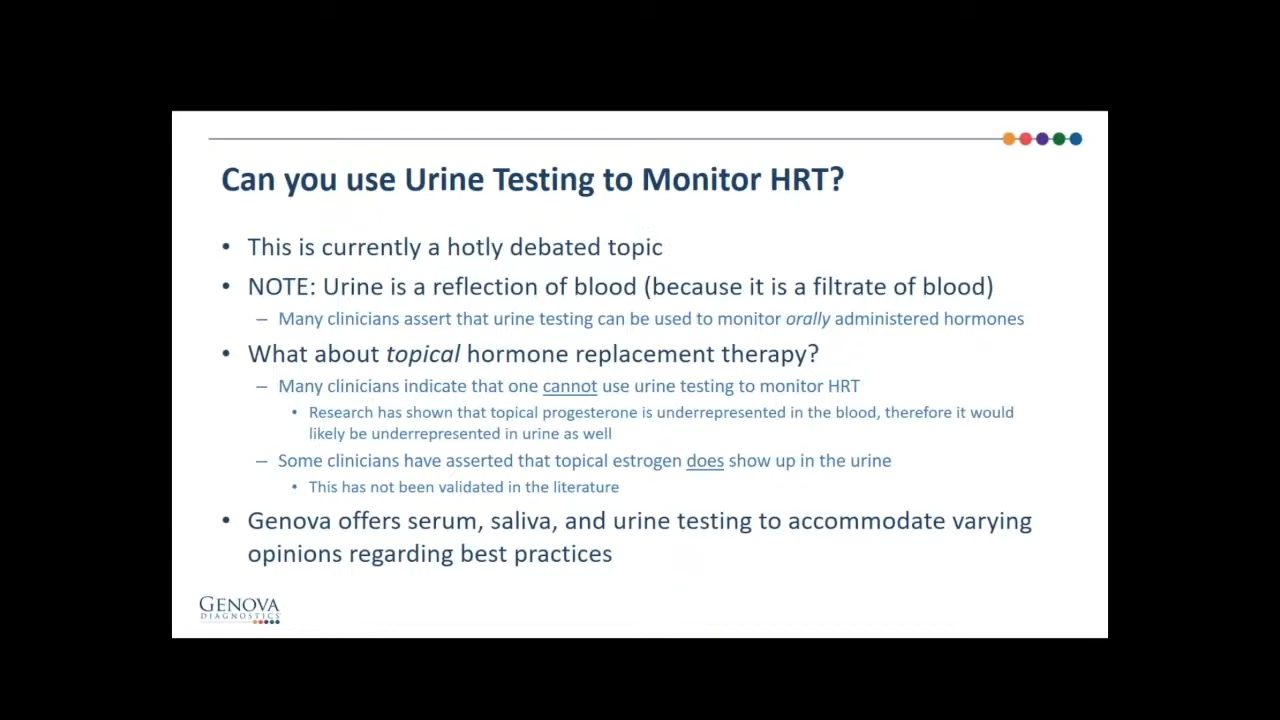 Can you use Urine Testing to Monitor HRT?
• This is currently a hotly debated topic
• NOTE: Urine is a reflection of blood (because it is a filtrate of blood)
– Many clinicians assert that urine testing can be used to monitor orally administered hormones
• What about topical hormone replacement therapy?
– Many clinicians indicate that one cannot use urine testing to monitor HRT
• Research has shown that topical progesterone is underrepresented in the blood, therefore it would
likely be underrepresented in urine as well
– Some clinicians have asserted that topical estrogen does show up in the urine
• This has not been validated in the literature
• Genova offers serum, saliva, and urine testing to accommodate varying
opinions regarding best practices
GENOVA
DIAGNOSTICS